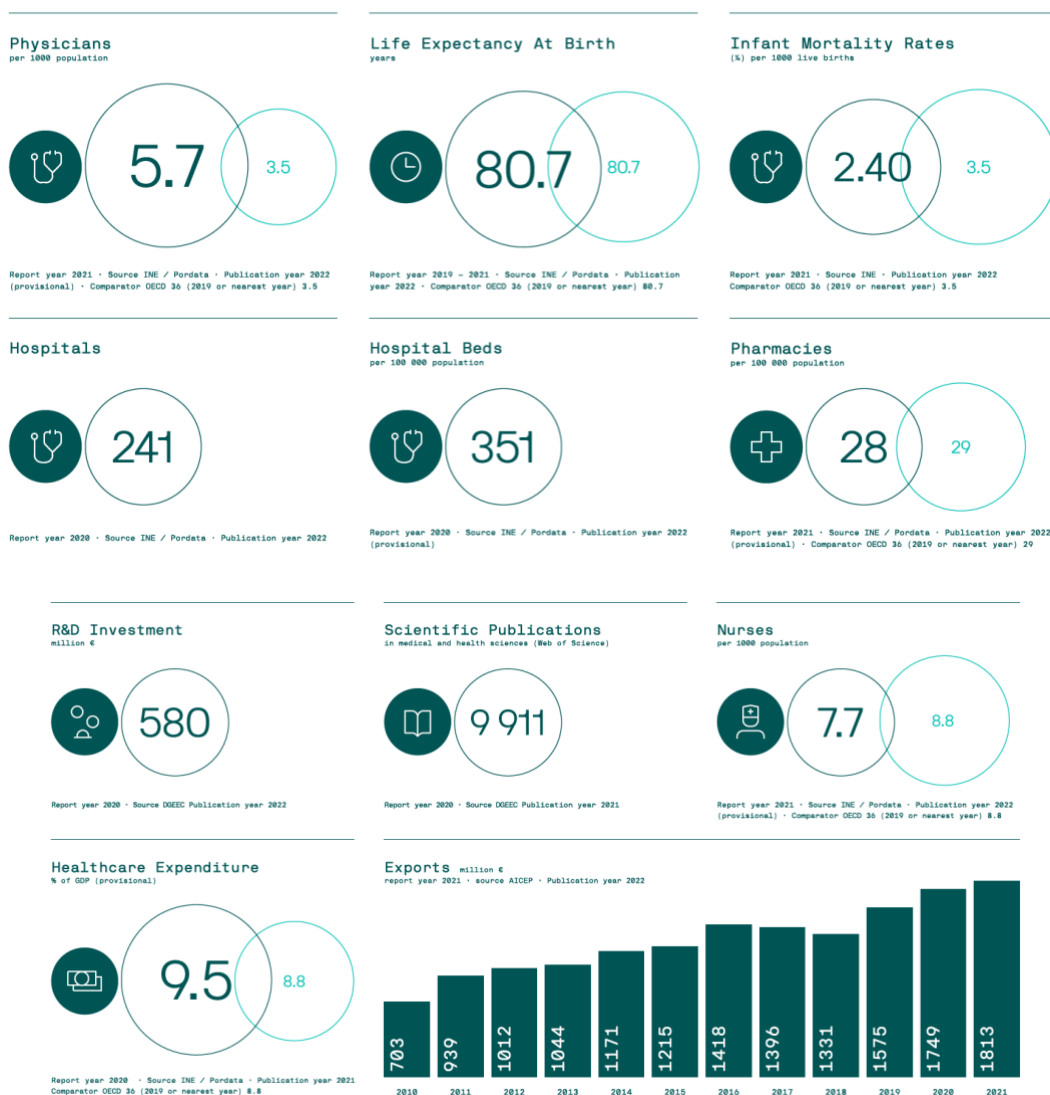 Physicians
per 1000 population
5.7
3.5
Report year 2021 · Source INE / Pordata · Publication year 2022
(provisional) · Comparator OECD 36 (2019 or nearest year) 3.5
Life Expectancy At Birth
years
80.7
80.7
Report year 2019 – 2021 · Source INE / Pordata · Publication
year 2022 · Comparator OECD 36 (2019 or nearest year) 80.7
Infant Mortality Rates
(%) per 1000 live births
2.40
3.5
Report year 2021 · Source INE · Publication year 2022
Comparator OECD 36 (2019 or nearest year) 3.5
Hospitals
241
Report year 2020 · Source INE / Pordata · Publication year 2022
Hospital Beds
per 100 000 population
351
Report year 2020 · Source INE / Pordata · Publication year 2022
(provisional)
Pharmacies
per 100 000 population
28
29
Report year 2021 · Source INE / Pordata · Publication year 2022
(provisional) · Comparator OECD 36 (2019 or nearest year) 29
R&D Investment
million €
580
Report year 2020 · Source DGEEC Publication year 2022
Scientific Publications
in medical and health sciences (Web of Science)
9 911
Report year 2020 · Source DGEEC Publication year 2021
Nurses
per 1000 population
7.7
8.8
Report year 2021 · Source INE / Pordata · Publication year 2022
(provisional) · Comparator OECD 36 (2019 or nearest year) 8.8
Healthcare Expenditure
% of GDP (provisional)
9.5
8.8
Report year 2020 · Source INE / Pordata · Publication year 2021
Comparator OECD 36 (2019 or nearest year) 8.8
Exports million €
report year 2021 · source AICEP · Publication year 2022
703 939 1012 1044 1171 1215 1418 1396 1331 1575 1749 1813
2010 2011 2012 2013 2014 2015 2016 2017 2018 2019 2020 2021